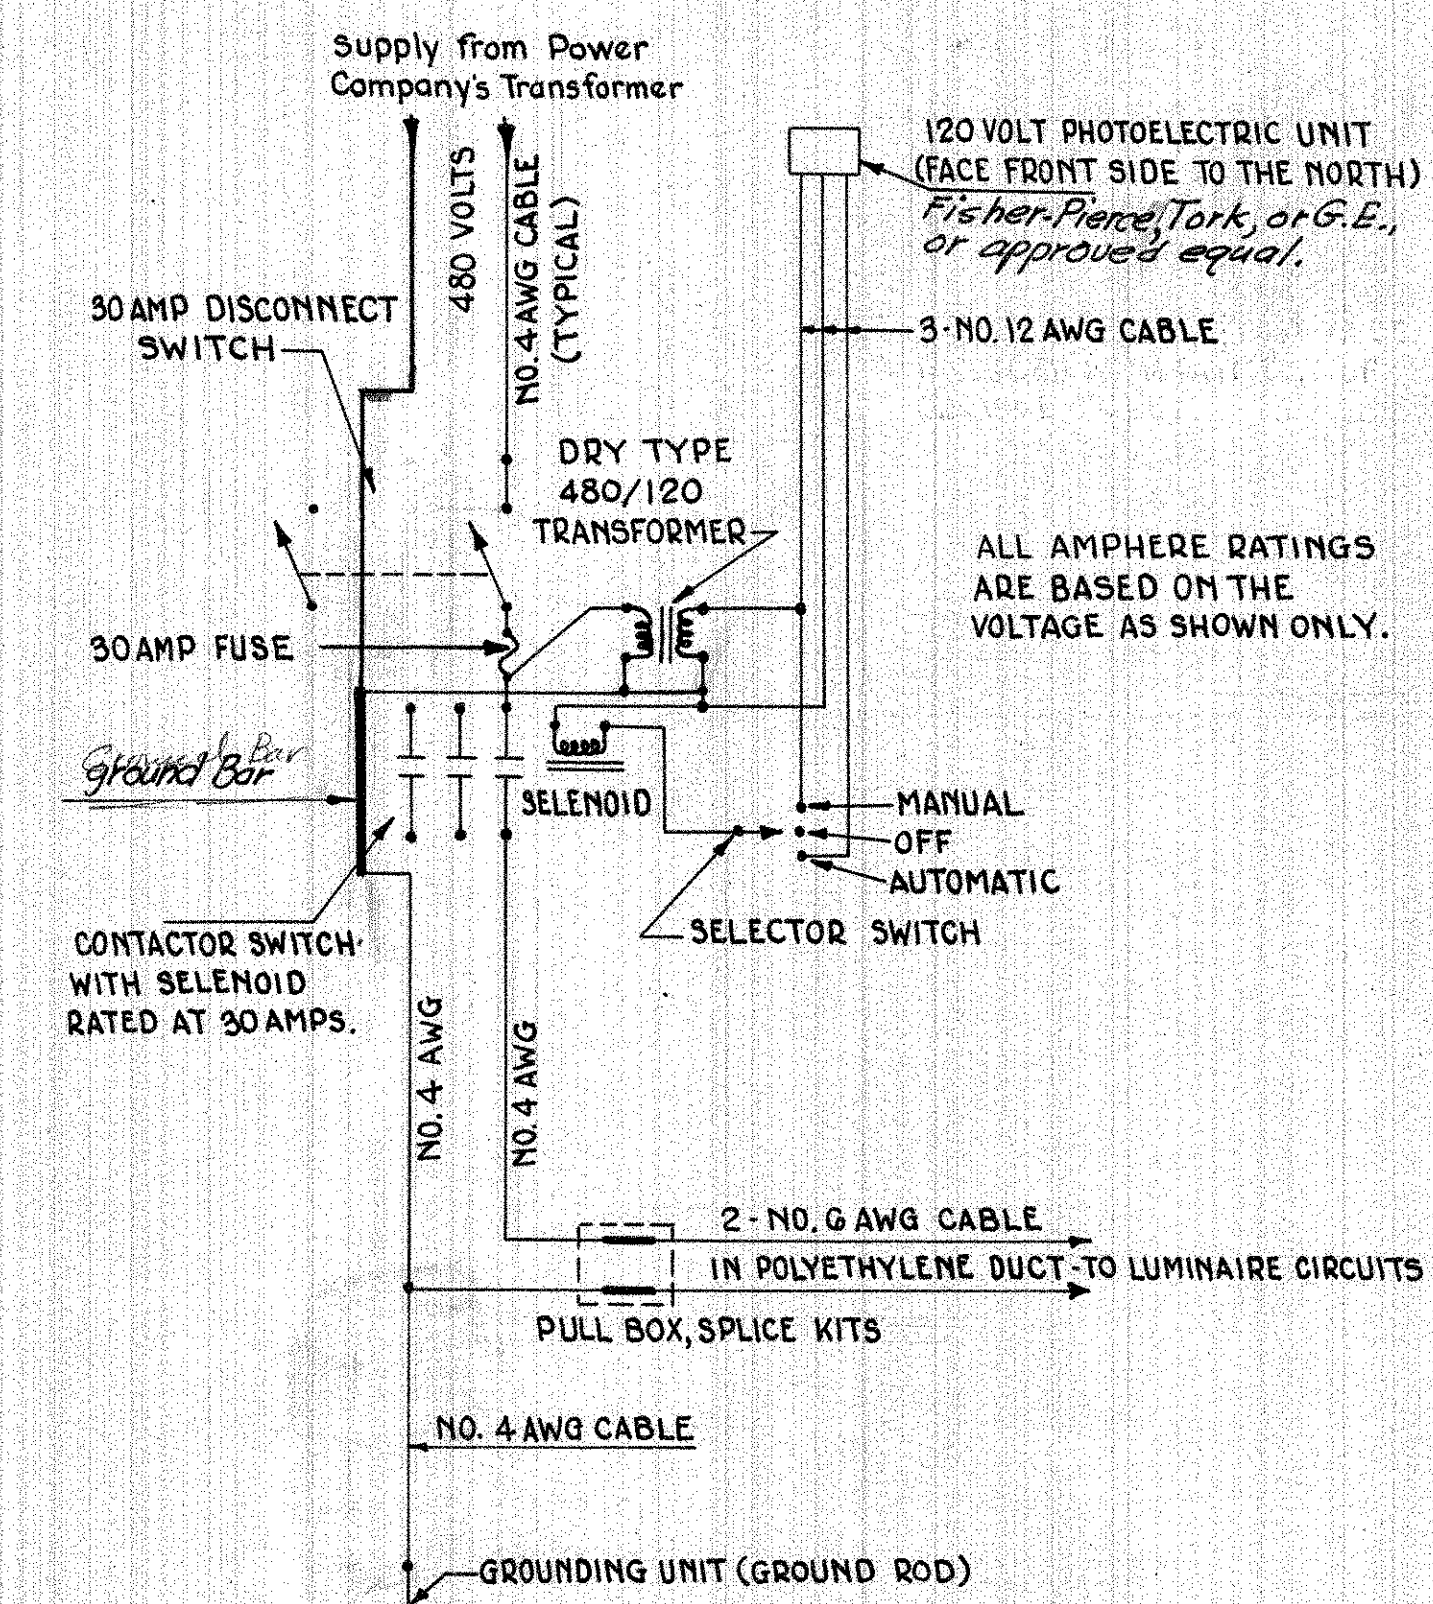 Supply from Power
Company's Transformer
480 VOLTS
NO. 4 AWG CABLE
(TYPICAL)
120 VOLT PHOTOELECTRIC UNIT
(FACE FRONT SIDE TO THE NORTH)
Fisher-Pierce, Tork, or G.E.,
or approved equal.
30 AMP DISCONNECT
SWITCH
3-NO. 12 AWG CABLE
DRY TYPE
480/120
TRANSFORMER
ALL AMPHERE RATINGS
ARE BASED ON THE
VOLTAGE AS SHOWN ONLY.
30 AMP FUSE
Ground Bar
Ground Bar
SELENOID
MANUAL
OFF
AUTOMATIC
SELECTOR SWITCH
CONTACTOR SWITCH
WITH SELENOID
RATED AT 30 AMPS.
NO. 4 AWG
NO. 4 AWG
2-NO. 6 AWG CABLE
IN POLYETHYLENE DUCT-TO LUMINAIRE CIRCUITS
PULL BOX, SPLICE KITS
NO. 4 AWG CABLE
GROUNDING UNIT (GROUND ROD)